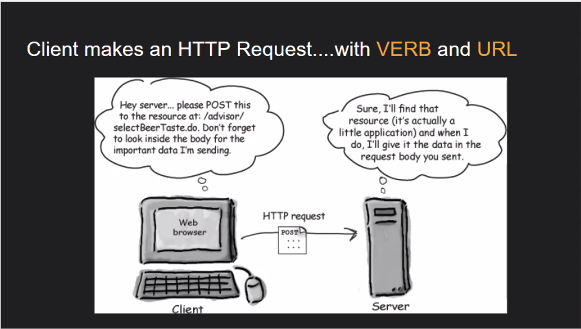 Client makes an HTTP Request....with VERB and URL
Hey server... please POST this
to the resource at: /advisor/
selectBeerTaste.do. Don't forget
to look inside the body for the
important data I'm sending.
Sure, I'll find that
resource (it's actually a
little application) and when I
do, I'll give it the data in the
request body you sent.
HTTP request
Web
browser
POST
Client
Server